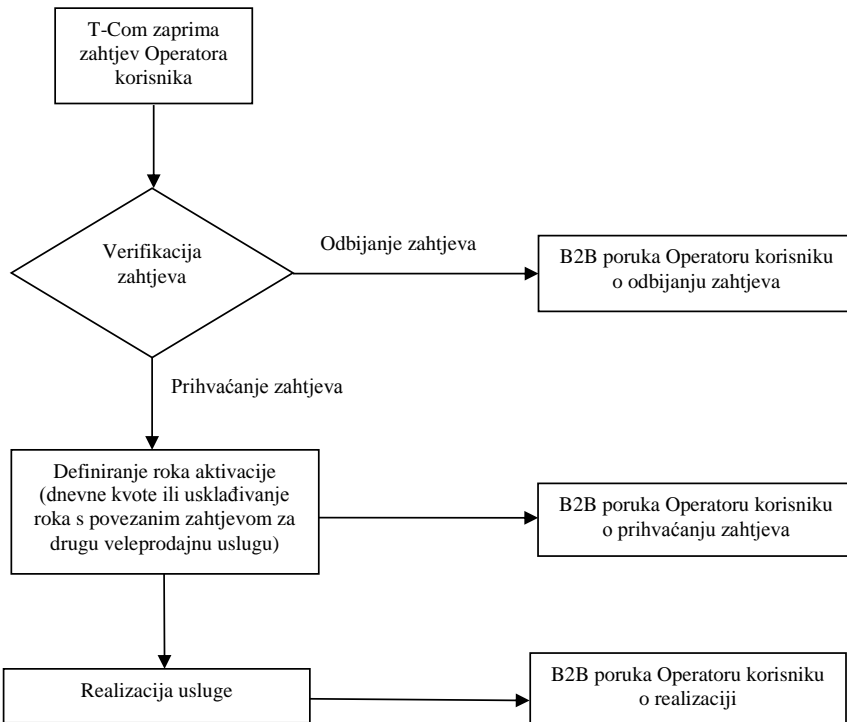 T-Com zaprima
zahtjev Operatora
korisnika
Verifikacija
zahtjeva
Odbijanje zahtjeva
B2B poruka Operatoru korisniku
o odbijanju zahtjeva
Prihvaćanje zahtjeva
Definiranje roka aktivacije
(dnevne kvote ili usklađivanje
roka s povezanim zahtjevom za
drugu veleprodajnu uslugu)
B2B poruka Operatoru korisniku
o prihvaćanju zahtjeva
Realizacija usluge
B2B poruka Operatoru korisniku
o realizaciji